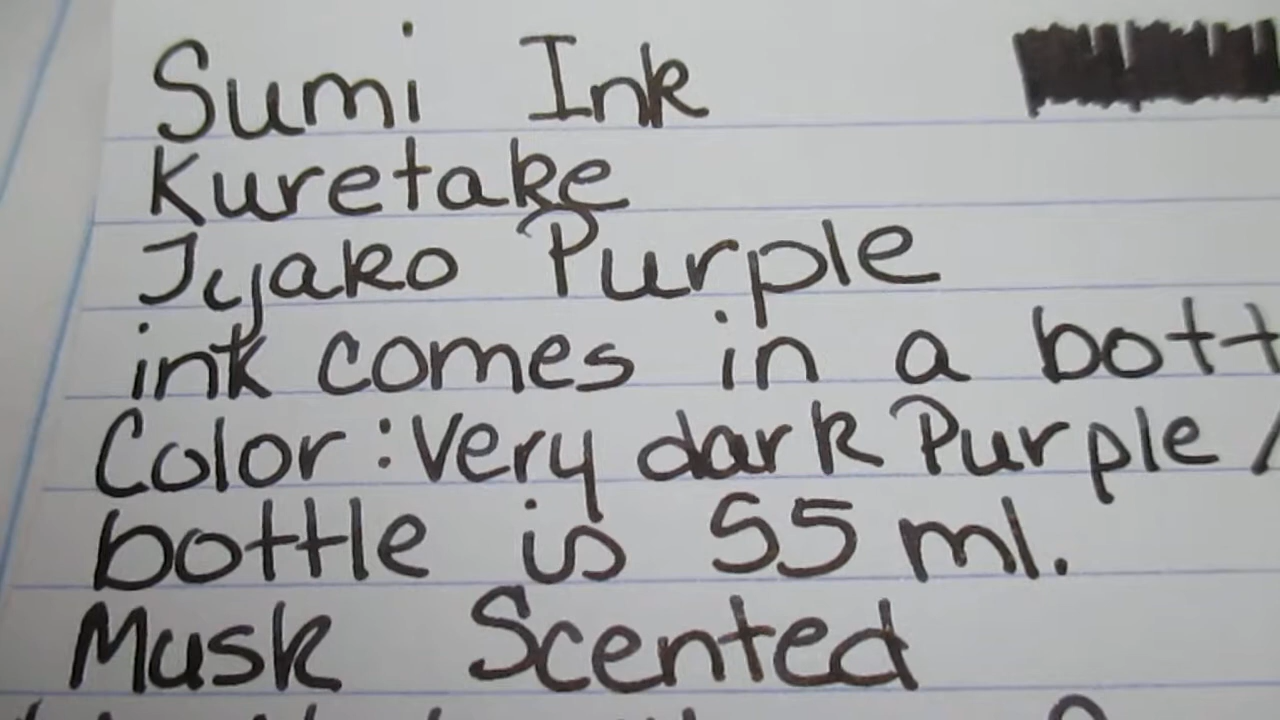 Sumi Ink
Kuretake
Jyako Purple
ink comes in a bott
Color: Very dark Purple /
bottle is 55 ml.
Musk Scented